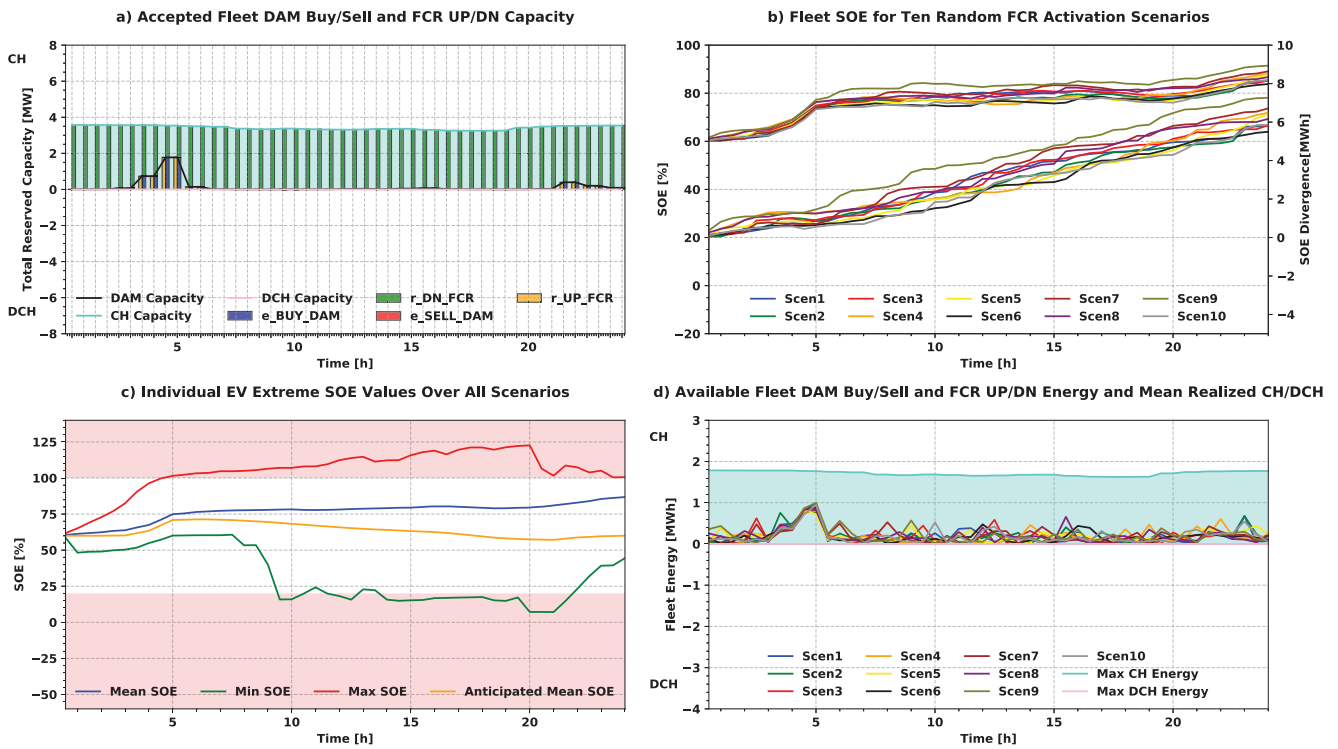 a) Accepted Fleet DAM Buy/Sell and FCR UP/DN Capacity
CH
DCH
Total Reserved Capacity [MW]
8
6
4
2
0
−2
−4
−6
−8
DAM Capacity
CH Capacity
DCH Capacity
e_BUY_DAM
r_DN_FCR
e_SELL_DAM
r_UP_FCR
5
10
15
20
Time [h]
b) Fleet SOE for Ten Random FCR Activation Scenarios
SOE [%]
100
80
60
40
20
0
−20
10
8
6
4
2
0
−2
−4
SOE Divergence[MWh]
Scen1
Scen2
Scen3
Scen4
Scen5
Scen6
Scen7
Scen8
Scen9
Scen10
5
10
15
20
Time [h]
c) Individual EV Extreme SOE Values Over All Scenarios
SOE [%]
125
100
75
50
25
0
−25
−50
Mean SOE
Min SOE
Max SOE
Anticipated Mean SOE
5
10
15
20
Time [h]
d) Available Fleet DAM Buy/Sell and FCR UP/DN Energy and Mean Realized CH/DCH
CH
DCH
Fleet Energy [MWh]
3
2
1
0
−1
−2
−3
−4
Scen1
Scen2
Scen3
Scen4
Scen5
Scen6
Scen7
Scen8
Scen9
Scen10
Max CH Energy
Max DCH Energy
5
10
15
20
Time [h]